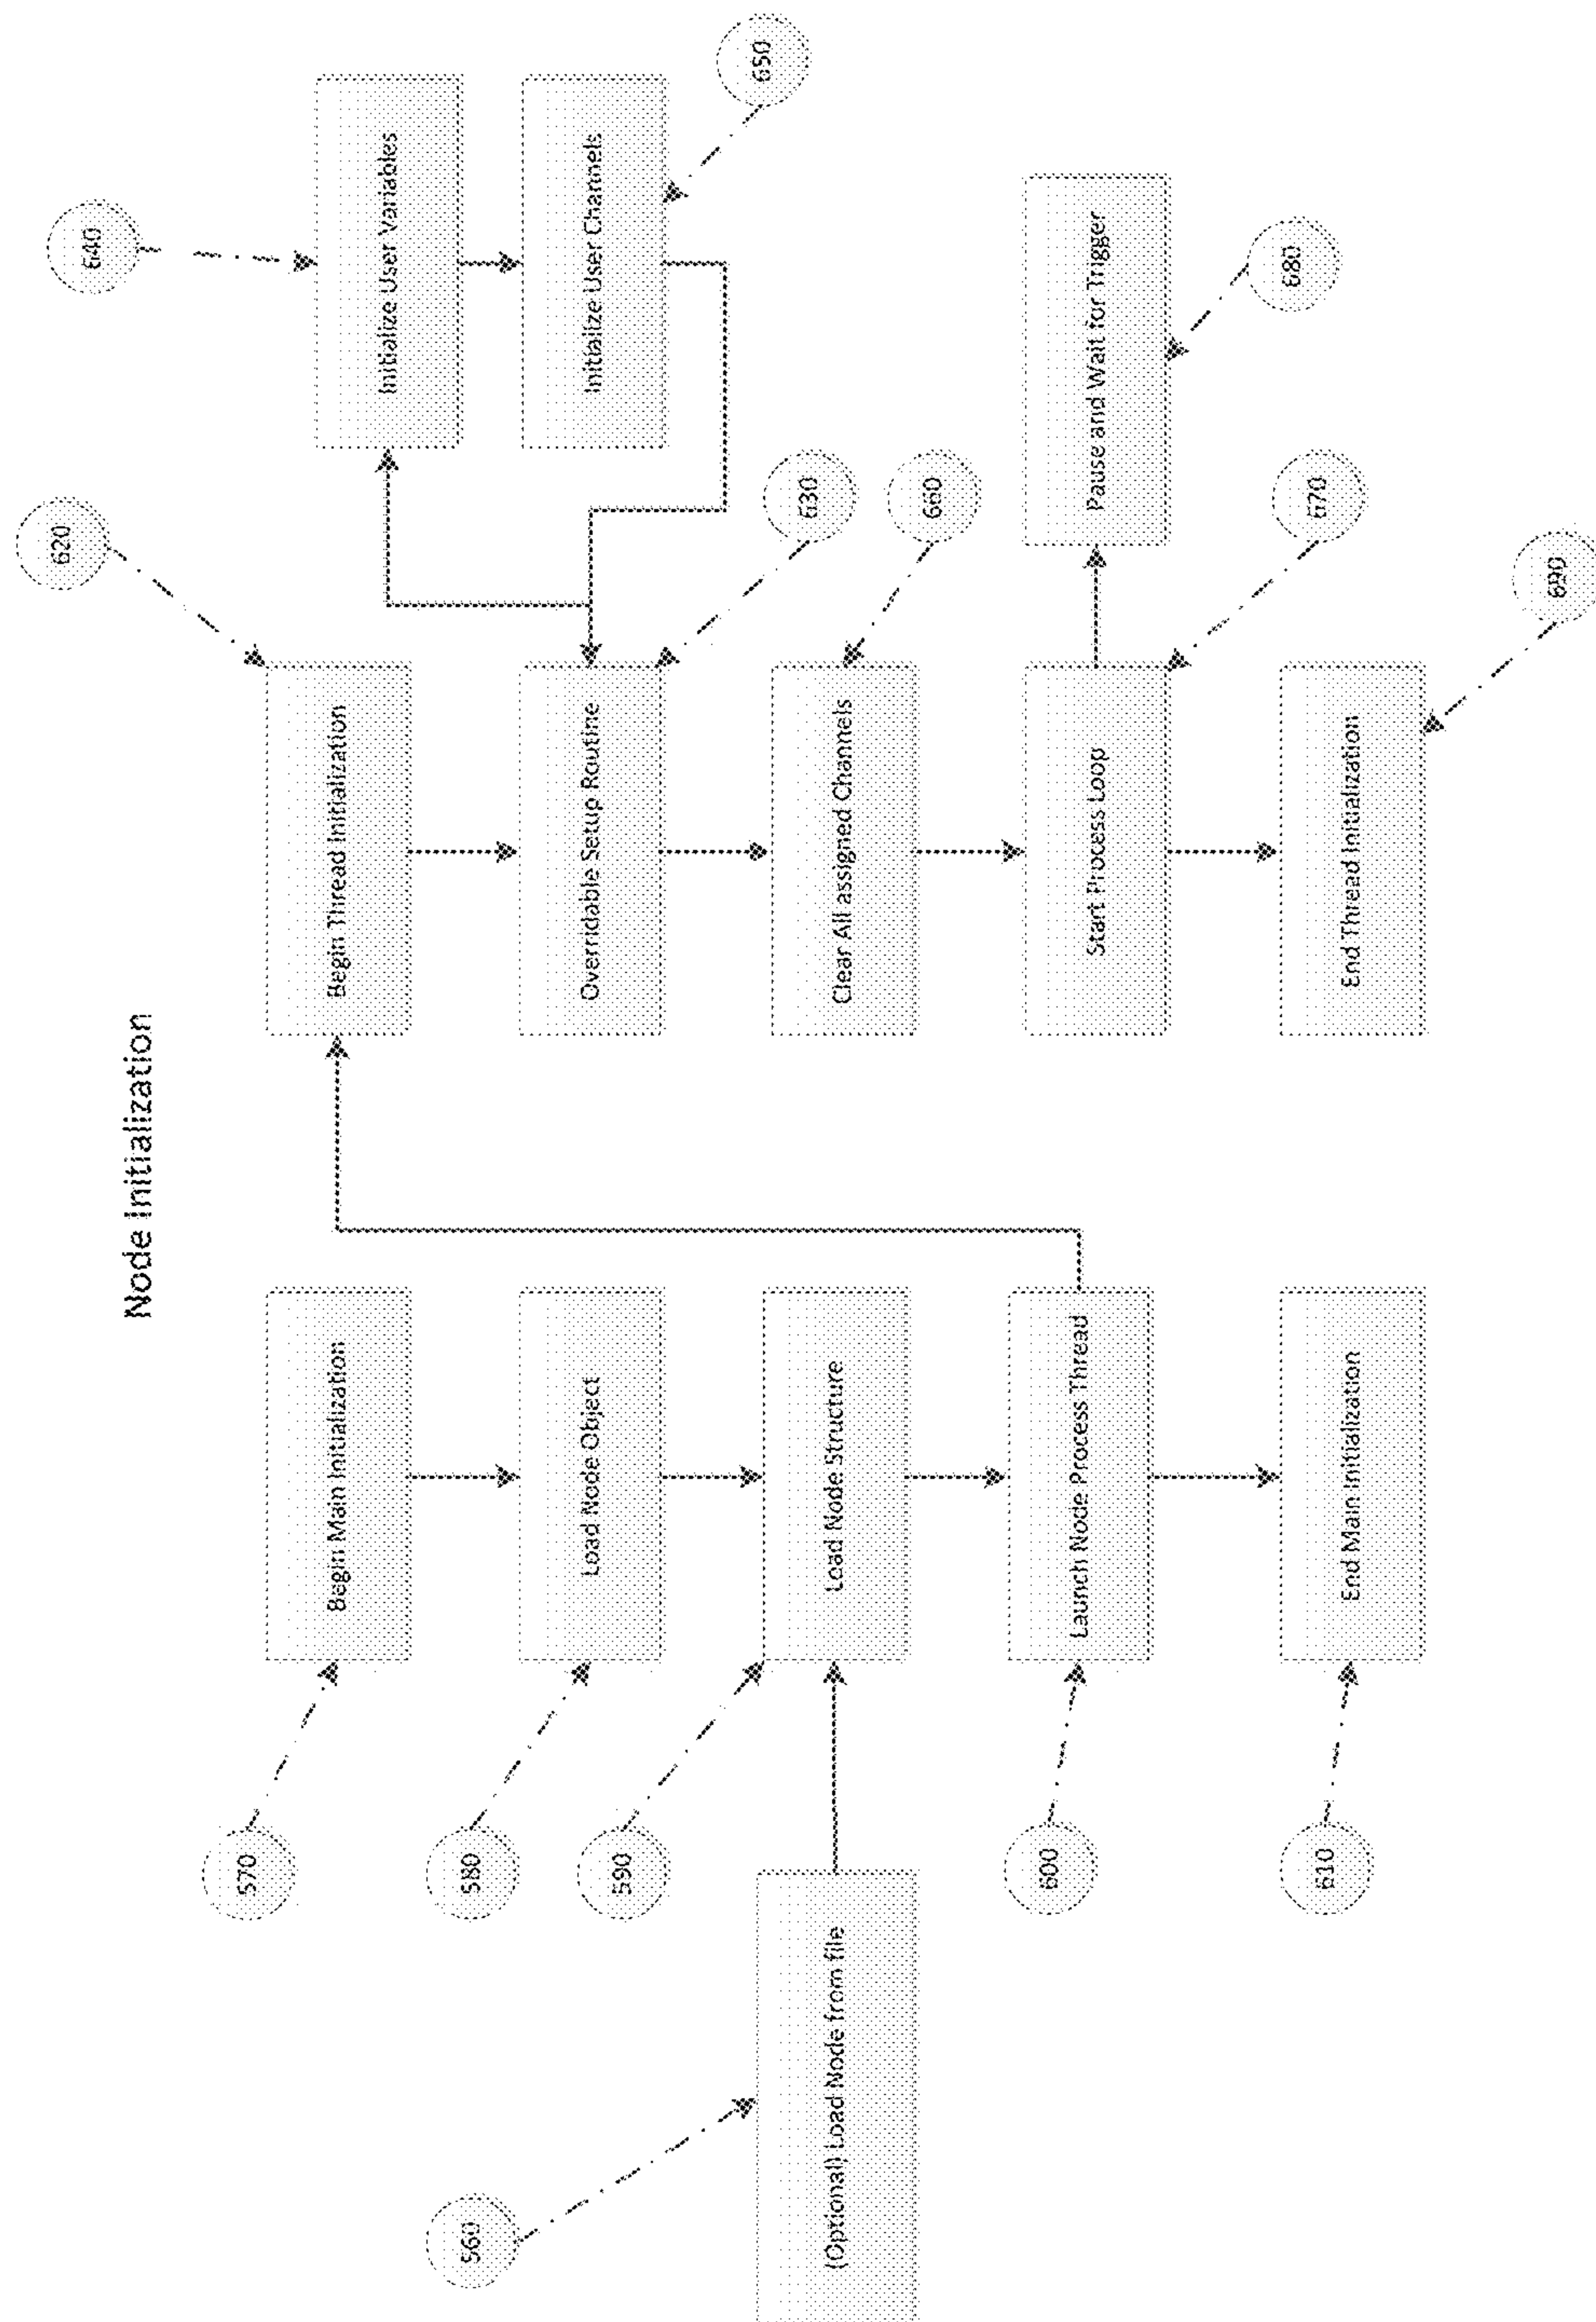 Node Initialization
560
(Optional) Load Node from file
570
Begin Main Initialization
580
Load Node Object
590
Load Node Structure
600
Launch Node Process Thread
610
End Main Initialization
620
Begin Thread Initialization
630
Overridable Setup Routine
640
Initialize User Variables
650
Initialize User Channels
660
Clear All assigned Channels
670
Start Process Loop
680
Pause and Wait for Trigger
690
End Thread Initialization